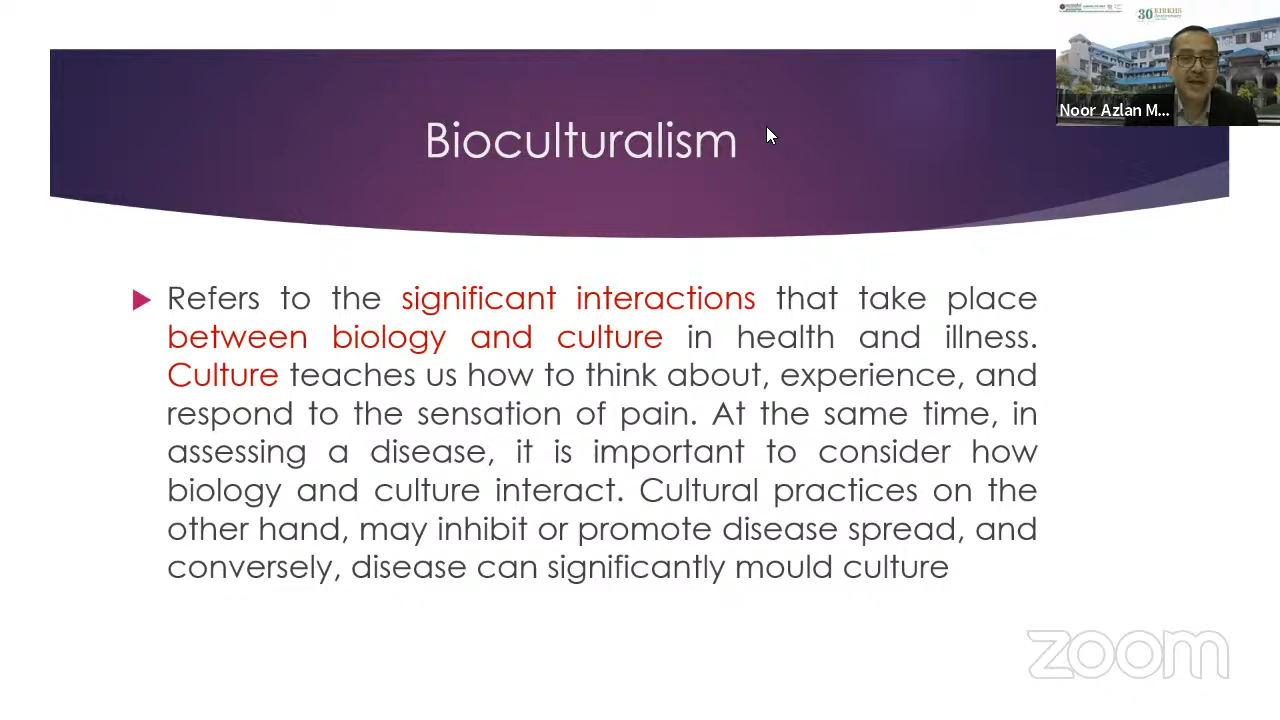 30 KIRKHS
Anniversary
Noor Azlan M...
Bioculturalism
Refers to the significant interactions that take place
between biology and culture in health and illness.
Culture teaches us how to think about, experience, and
respond to the sensation of pain. At the same time, in
assessing a disease, it is important to consider how
biology and culture interact. Cultural practices on the
other hand, may inhibit or promote disease spread, and
conversely, disease can significantly mould culture
zoom